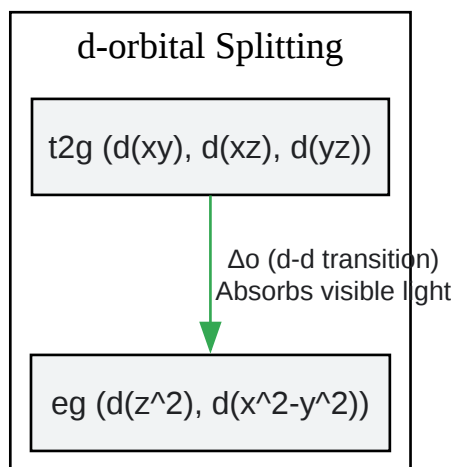 d-orbital Splitting
t2g (d(xy), d(xz), d(yz))
Δo (d-d transition)
Absorbs visible light
eg (d(z^2), d(x^2-y^2))